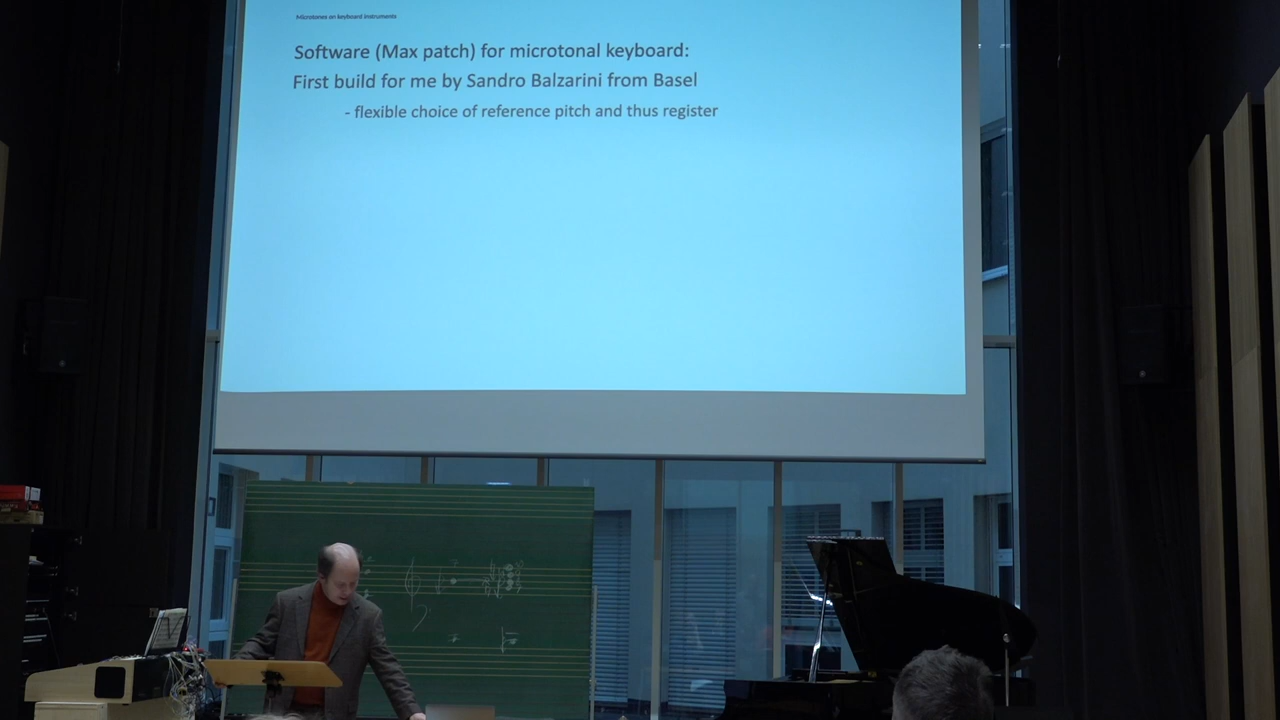 Microtones on keyboard instruments
Software (Max patch) for microtonal keyboard:
First build for me by Sandro Balzarini from Basel
- flexible choice of reference pitch and thus register